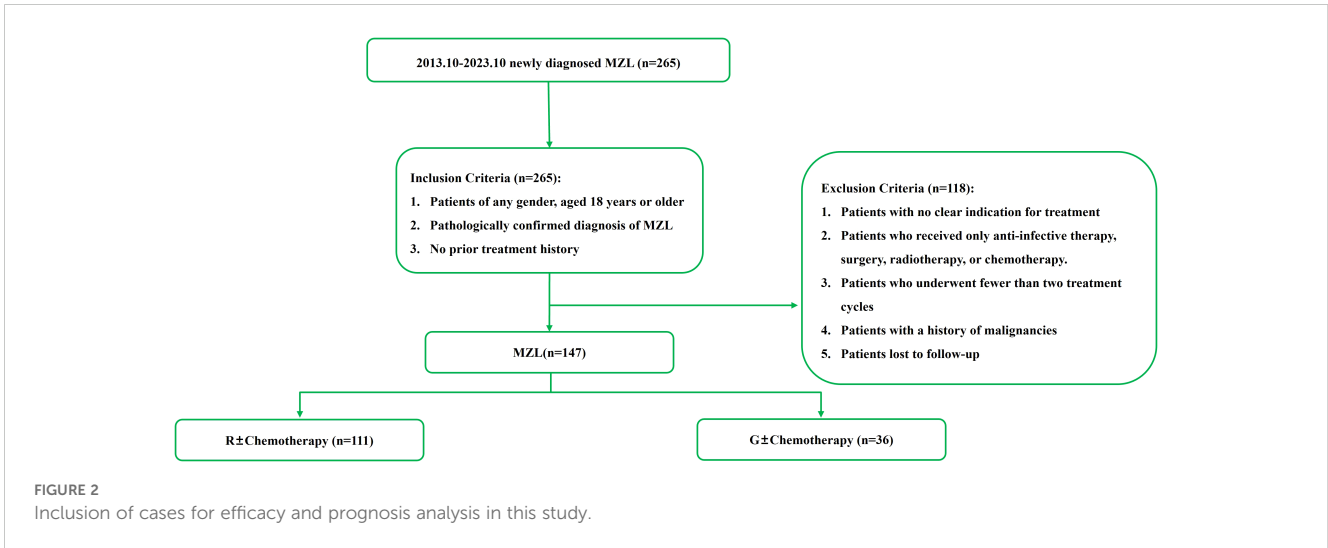 2013.10-2023.10 newly diagnosed MZL (n=265)
Inclusion Criteria (n=265):
1. Patients of any gender, aged 18 years or older
2. Pathologically confirmed diagnosis of MZL
3. No prior treatment history
Exclusion Criteria (n=118):
1. Patients with no clear indication for treatment
2. Patients who received only anti-infective therapy,
surgery, radiotherapy, or chemotherapy.
3. Patients who underwent fewer than two treatment
cycles
4. Patients with a history of malignancies
5. Patients lost to follow-up
MZL(n=147)
R±Chemotherapy (n=111)
G±Chemotherapy (n=36)
FIGURE 2
Inclusion of cases for efficacy and prognosis analysis in this study.